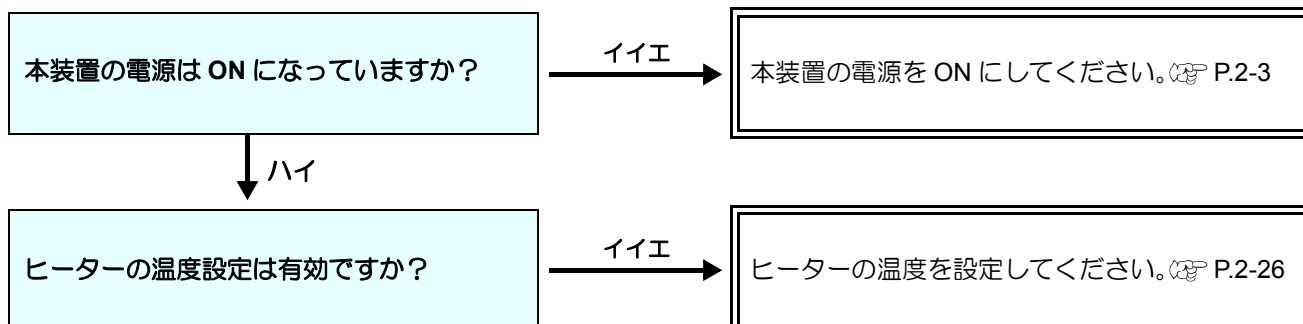 本装置の電源は ON になっていますか？
イイエ
本装置の電源を ON にしてください。☞ P.2-3
ハイ
ヒーターの温度設定は有効ですか？
イイエ
ヒーターの温度を設定してください。☞ P.2-26